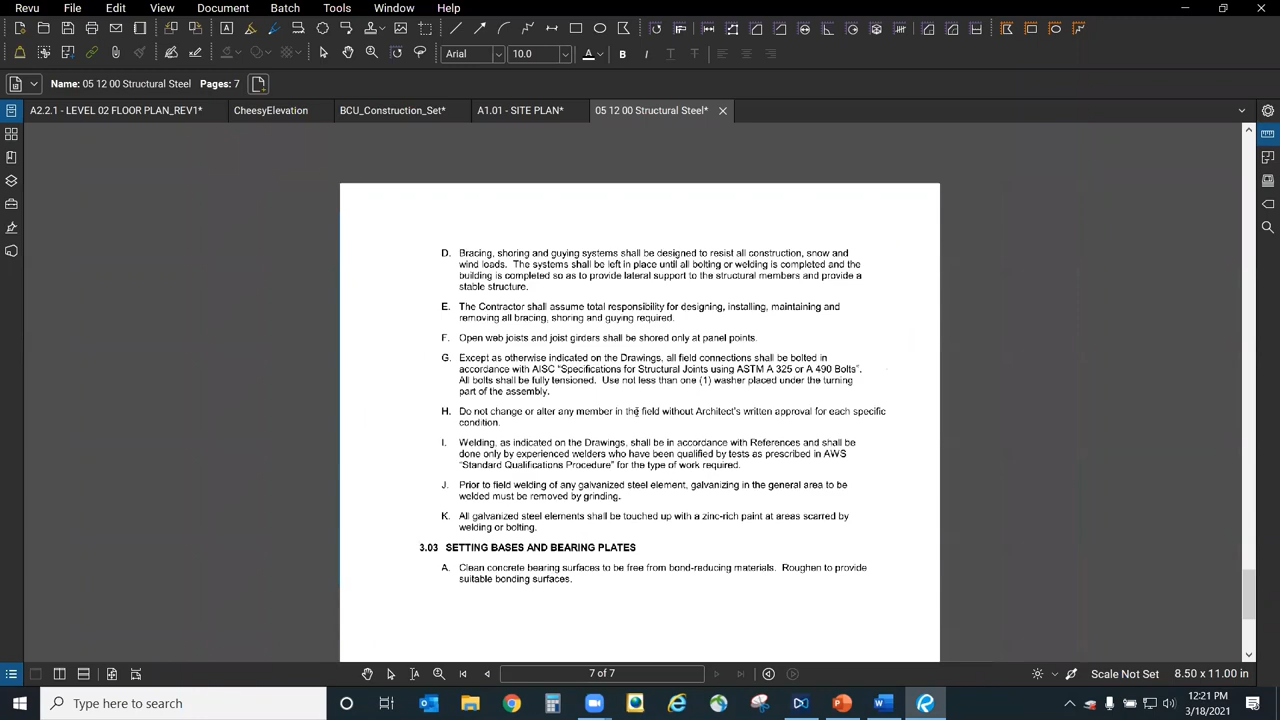 Revu File Edit View Document Batch Tools Window Help
Arial 10.0 A B I T
Name: 05 12 00 Structural Steel Pages: 7
A2.2.1 - LEVEL 02 FLOOR PLAN_REV1* CheesyElevation BCU_Construction_Set* A1.01 - SITE PLAN* 05 12 00 Structural Steel*
D. Bracing, shoring and guying systems shall be designed to resist all construction, snow and
wind loads. The systems shall be left in place until all bolting or welding is completed and the
building is completed so as to provide lateral support to the structural members and provide a
stable structure.
E. The Contractor shall assume total responsibility for designing, installing, maintaining and
removing all bracing, shoring and guying required.
F. Open web joists and joist girders shall be shored only at panel points.
G. Except as otherwise indicated on the Drawings, all field connections shall be bolted in
accordance with AISC "Specifications for Structural Joints using ASTM A 325 or A 490 Bolts".
All bolts shall be fully tensioned. Use not less than one (1) washer placed under the turning
part of the assembly.
H. Do not change or alter any member in the field without Architect's written approval for each specific
condition.
I. Welding, as indicated on the Drawings, shall be in accordance with References and shall be
done only by experienced welders who have been qualified by tests as prescribed in AWS
"Standard Qualifications Procedure" for the type of work required.
J. Prior to field welding of any galvanized steel element, galvanizing in the general area to be
welded must be removed by grinding.
K. All galvanized steel elements shall be touched up with a zinc-rich paint at areas scarred by
welding or bolting.
3.03 SETTING BASES AND BEARING PLATES
A. Clean concrete bearing surfaces to be free from bond-reducing materials. Roughen to provide
suitable bonding surfaces.
7 of 7 Scale Not Set 8.50 x 11.00 in
Type here to search
12:21 PM
3/18/2021